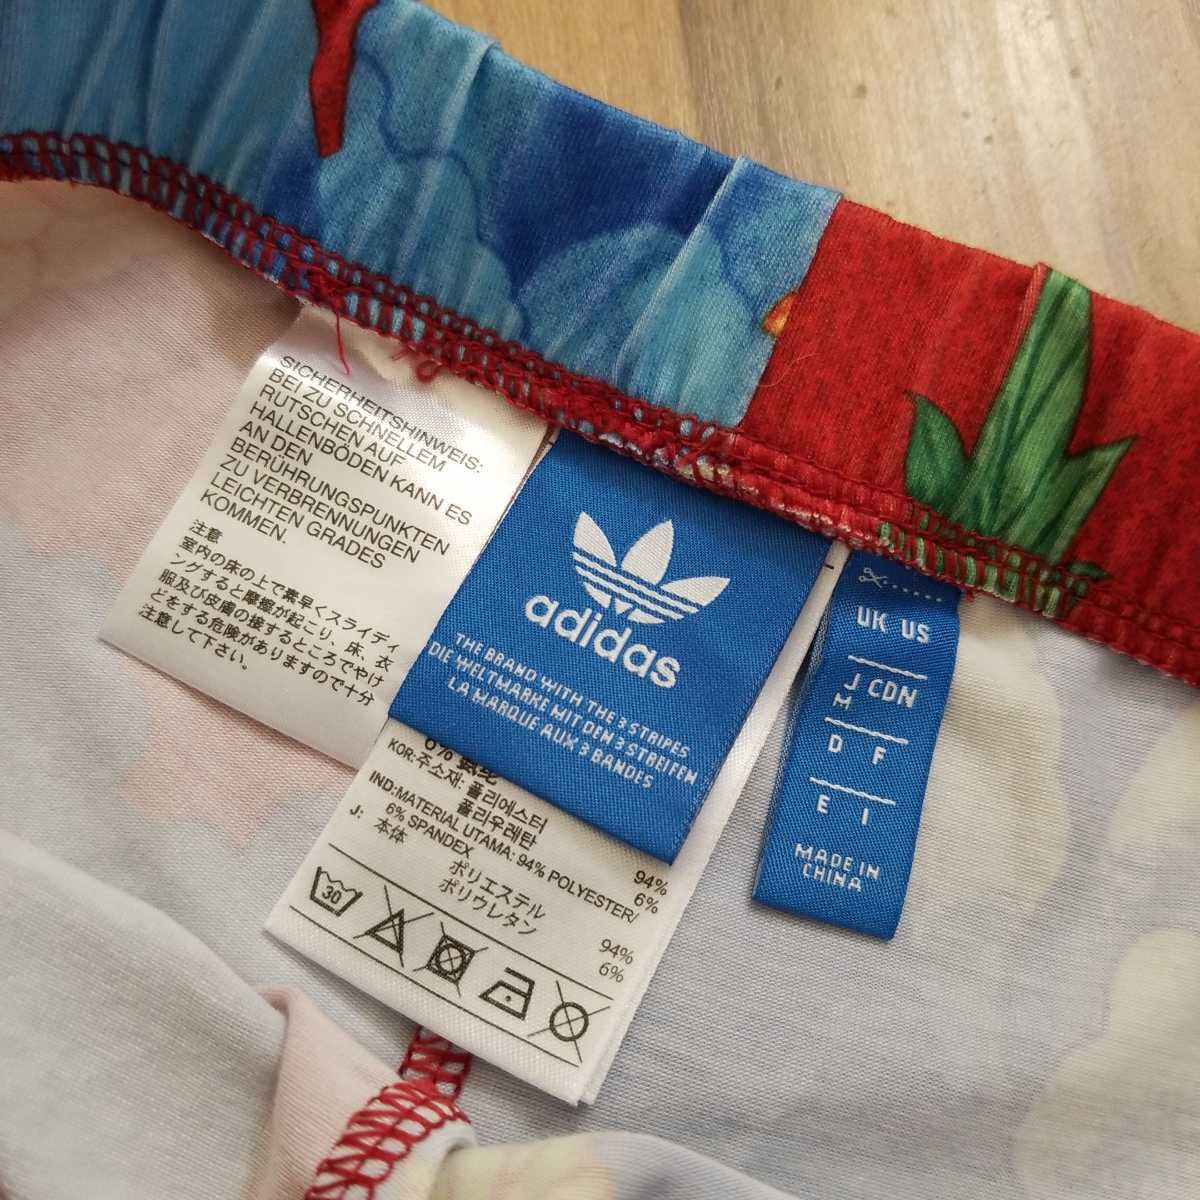 SICHERHEITSHINWEIS:
BEI ZU SCHNELLEM
RUTSCHEN AUF
HALLENBÖDEN KANN ES
AN DEN
BERÜHRUNGSPUNKTEN
ZU VERBRENNUNGEN
LEICHTEN GRADES
KOMMEN.
注意
室内の床の上で素早くスライディ
ングすると摩擦が起こり、床、衣
服及び皮膚の接するところでやけ
どをする危険がありますので十分
注意して下さい。
adidas
THE BRAND WITH THE 3 STRIPES
DIE WELTMARKE MIT DEN 3 STREIFEN
LA MARQUE AUX 3 BANDES
KOR:주소재: 폴리에스터 94%
폴리우레탄 6%
IND:MATERIAL UTAMA: 94% POLYESTER/
6% SPANDEX
J: 本体 ポリエステル 94%
ポリウレタン 6%
30
UK US
J CDN
M
D F
E I
MADE IN
CHINA